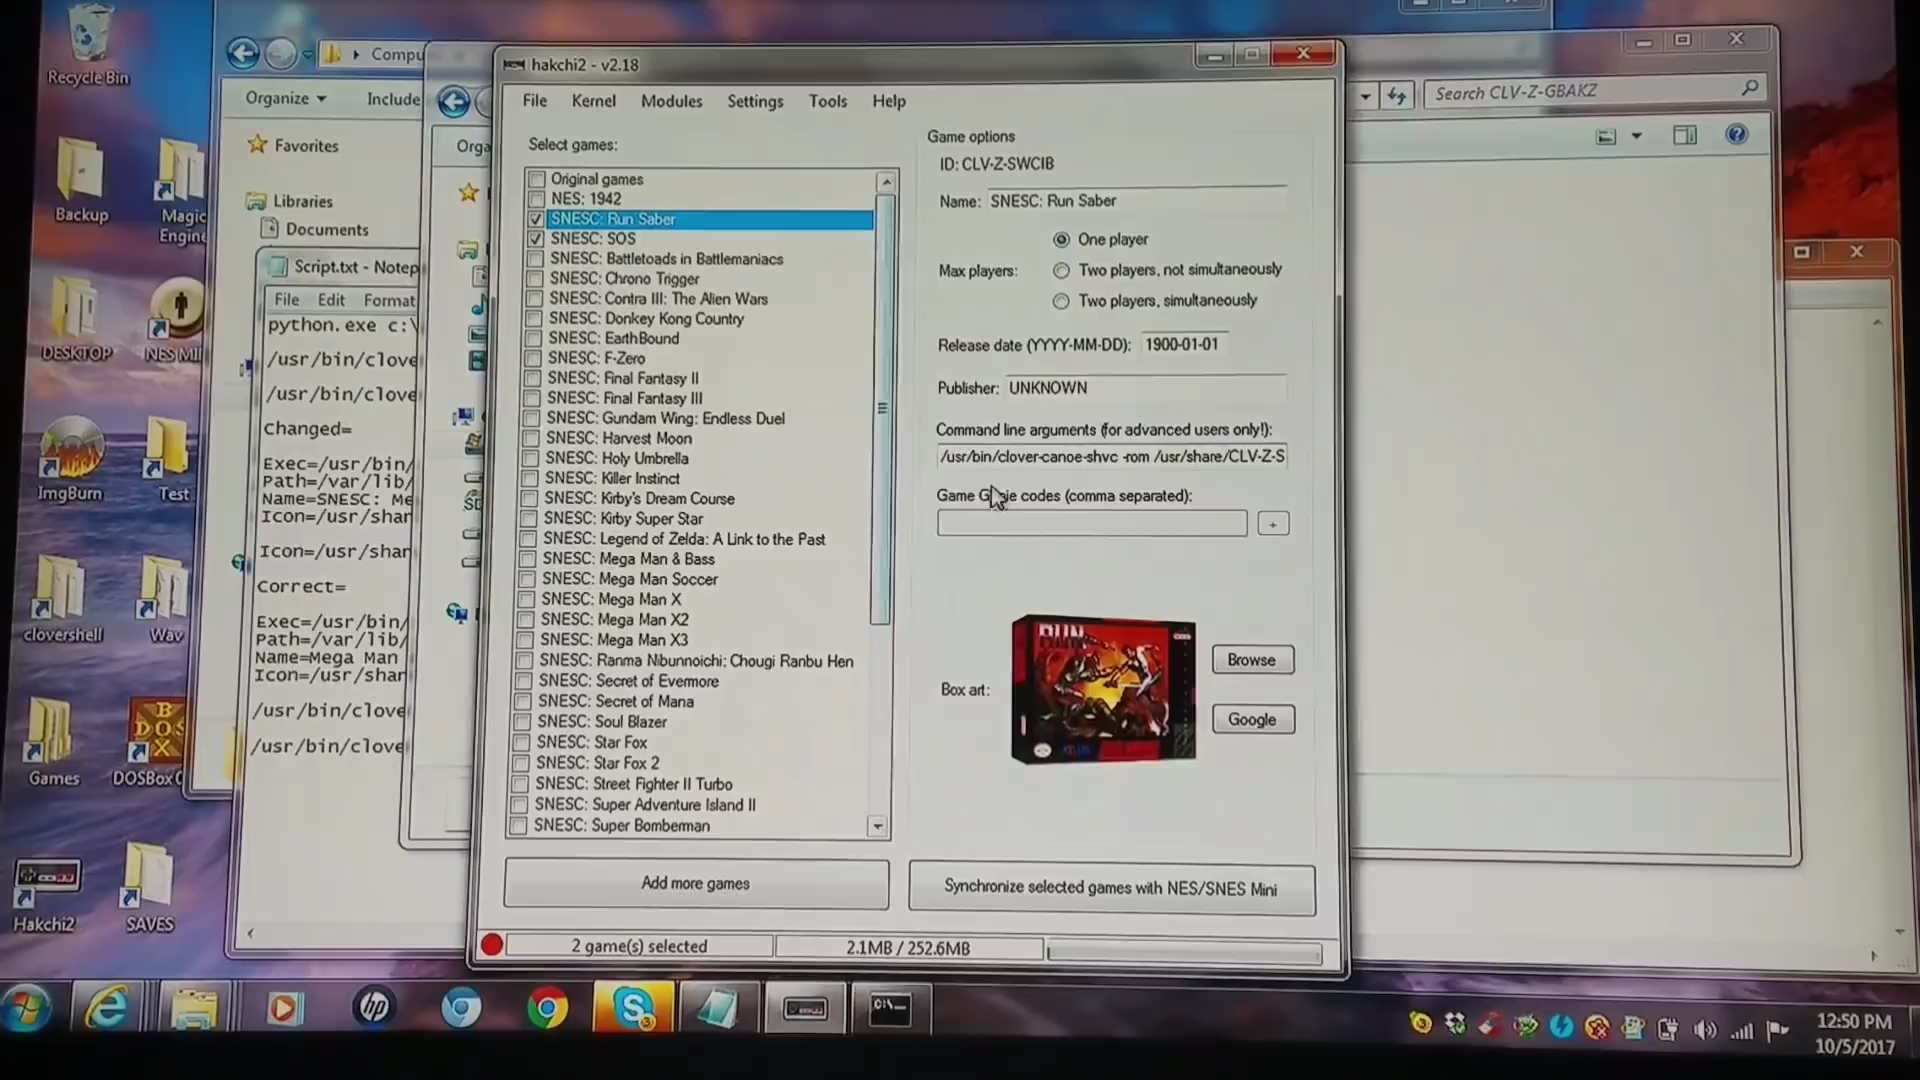 Recycle Bin
Backup
Magic
Engine
DESKTOP
NES MI
ImgBurn
Test
clovershell
Wav
Games
DOSBox
Hakchi2
SAVES
Compu
Organize
Include
Favorites
Libraries
Documents
Orga
Search CLV-Z-GBAKZ
Script.txt - Notep
File Edit Format
python.exe c:\
/usr/bin/clove
/usr/bin/clove
Changed=
Exec=/usr/bin/
Path=/var/lib/
Name=SNESC: Me
Icon=/usr/shar
Icon=/usr/shar
Correct=
Exec=/usr/bin/
Path=/var/lib/
Name=Mega Man
Icon=/usr/shar
/usr/bin/clove
/usr/bin/clove
hakchi2 - v2.18
File Kernel Modules Settings Tools Help
Select games:
Original games
NES: 1942
SNESC: Run Saber
SNESC: SOS
SNESC: Battletoads in Battlemaniacs
SNESC: Chrono Trigger
SNESC: Contra III: The Alien Wars
SNESC: Donkey Kong Country
SNESC: EarthBound
SNESC: F-Zero
SNESC: Final Fantasy II
SNESC: Final Fantasy III
SNESC: Gundam Wing: Endless Duel
SNESC: Harvest Moon
SNESC: Holy Umbrella
SNESC: Killer Instinct
SNESC: Kirby's Dream Course
SNESC: Kirby Super Star
SNESC: Legend of Zelda: A Link to the Past
SNESC: Mega Man & Bass
SNESC: Mega Man Soccer
SNESC: Mega Man X
SNESC: Mega Man X2
SNESC: Mega Man X3
SNESC: Ranma Nibunnoichi: Chougi Ranbu Hen
SNESC: Secret of Evermore
SNESC: Secret of Mana
SNESC: Soul Blazer
SNESC: Star Fox
SNESC: Star Fox 2
SNESC: Street Fighter II Turbo
SNESC: Super Adventure Island II
SNESC: Super Bomberman
Add more games
Game options
ID: CLV-Z-SWCIB
Name: SNESC: Run Saber
Max players:
One player
Two players, not simultaneously
Two players, simultaneously
Release date (YYYY-MM-DD): 1900-01-01
Publisher: UNKNOWN
Command line arguments (for advanced users only!):
/usr/bin/clover-canoe-shvc -rom /usr/share/CLV-Z-S
Game codes (comma separated):
+
Box art:
RUN
Browse
Google
Synchronize selected games with NES/SNES Mini
2 game(s) selected
2.1MB / 252.6MB
hp
12:50 PM
10/5/2017